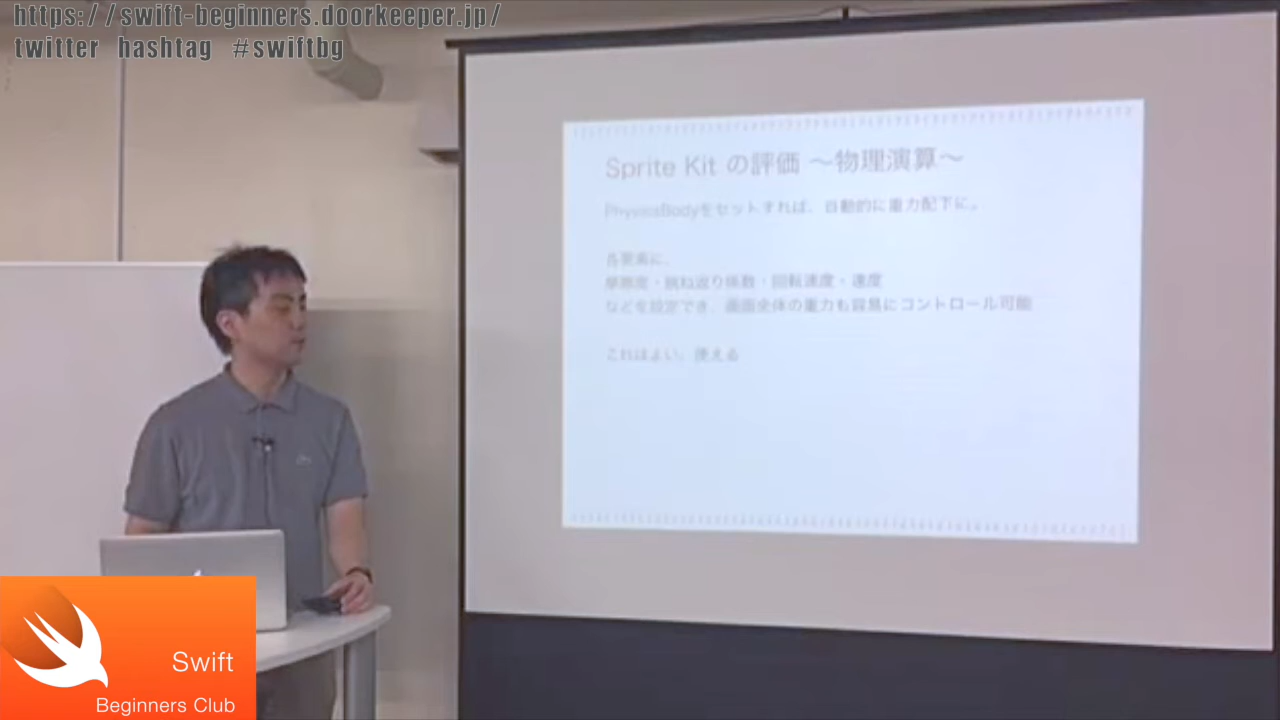 https://swift-beginners.doorkeeper.jp/
twitter hashtag #swiftbg
Sprite Kit の評価 〜物理演算〜
PhysicsBodyをセットすれば、自動的に重力配下に。
各要素に、
摩擦度・跳ね返り係数・回転速度・速度
などを設定でき、画面全体の重力も容易にコントロール可能
これはよい。使える
Swift
Beginners Club